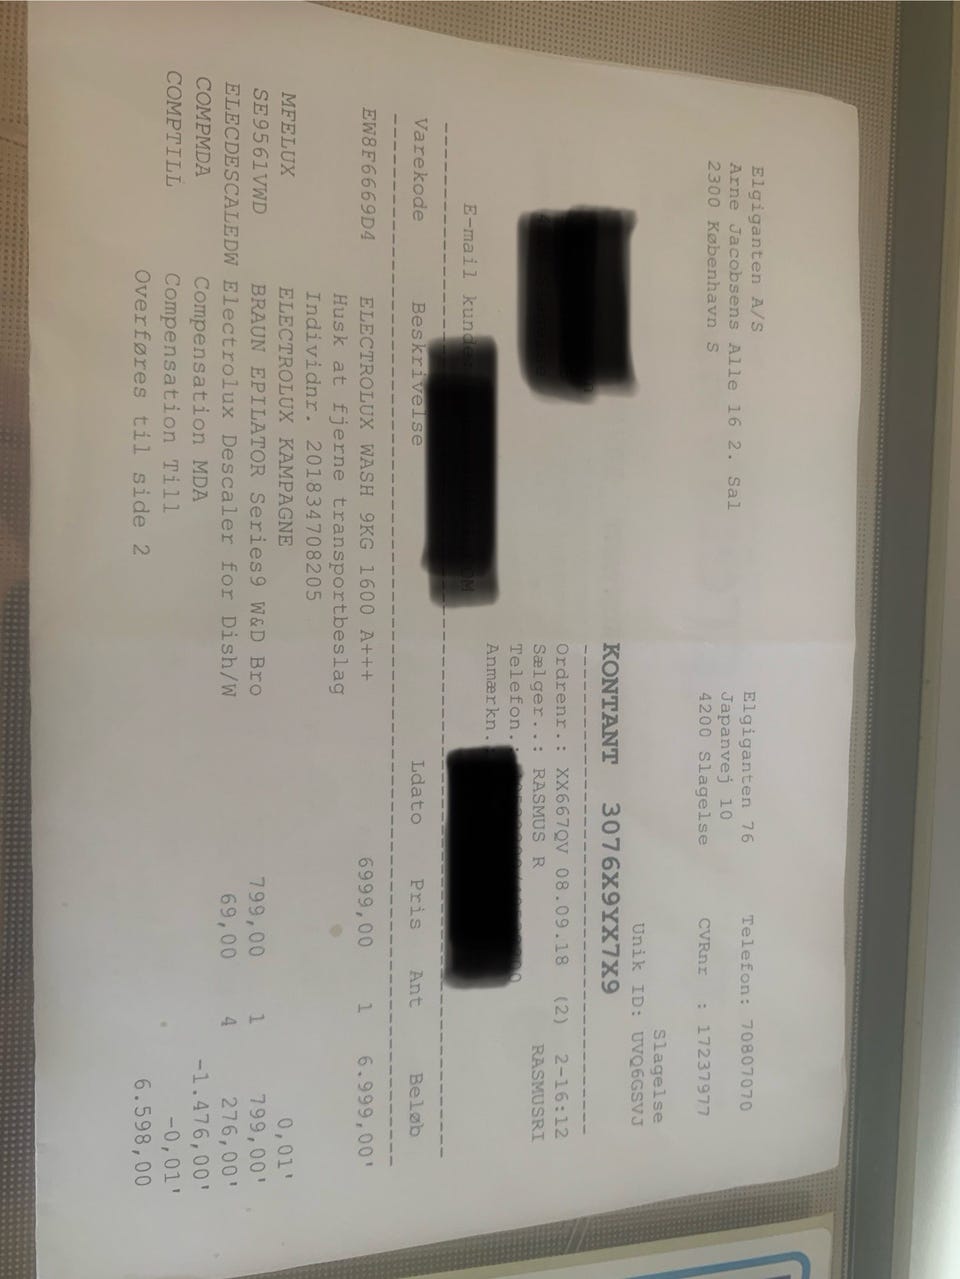 Elgiganten A/S
Arne Jacobsens Alle 16 2. Sal
2300 København S
Elgiganten 76 Telefon: 70807070
Japanvej 10
4200 Slagelse CVRnr : 17237977
Slagelse
Unik ID: UVQ6GSVJ
KONTANT 3076X9YX7X9
Ordrenr.: XX667QV 08.09.18 (2) 2-16:12
Sælger..: RASMUS R RASMUSRI
Telefon.:
Anmærkn.
E-mail kunde:
Varekode Beskrivelse Ldato Pris Ant Beløb
EW8F6669D4 ELECTROLUX WASH 9KG 1600 A+++ 6999,00 1 6.999,00'
Husk at fjerne transportbeslag
Individnr. 201834708205
MFELUX ELECTROLUX KAMPAGNE 0,01'
SE9561VWD BRAUN EPILATOR Series9 W&D Bro 799,00 1 799,00'
ELECDESCALEDW Electrolux Descaler for Dish/W 69,00 4 276,00'
COMPMDA Compensation MDA -1.476,00'
COMPTILL Compensation Till -0,01'
Overføres til side 2 6.598,00